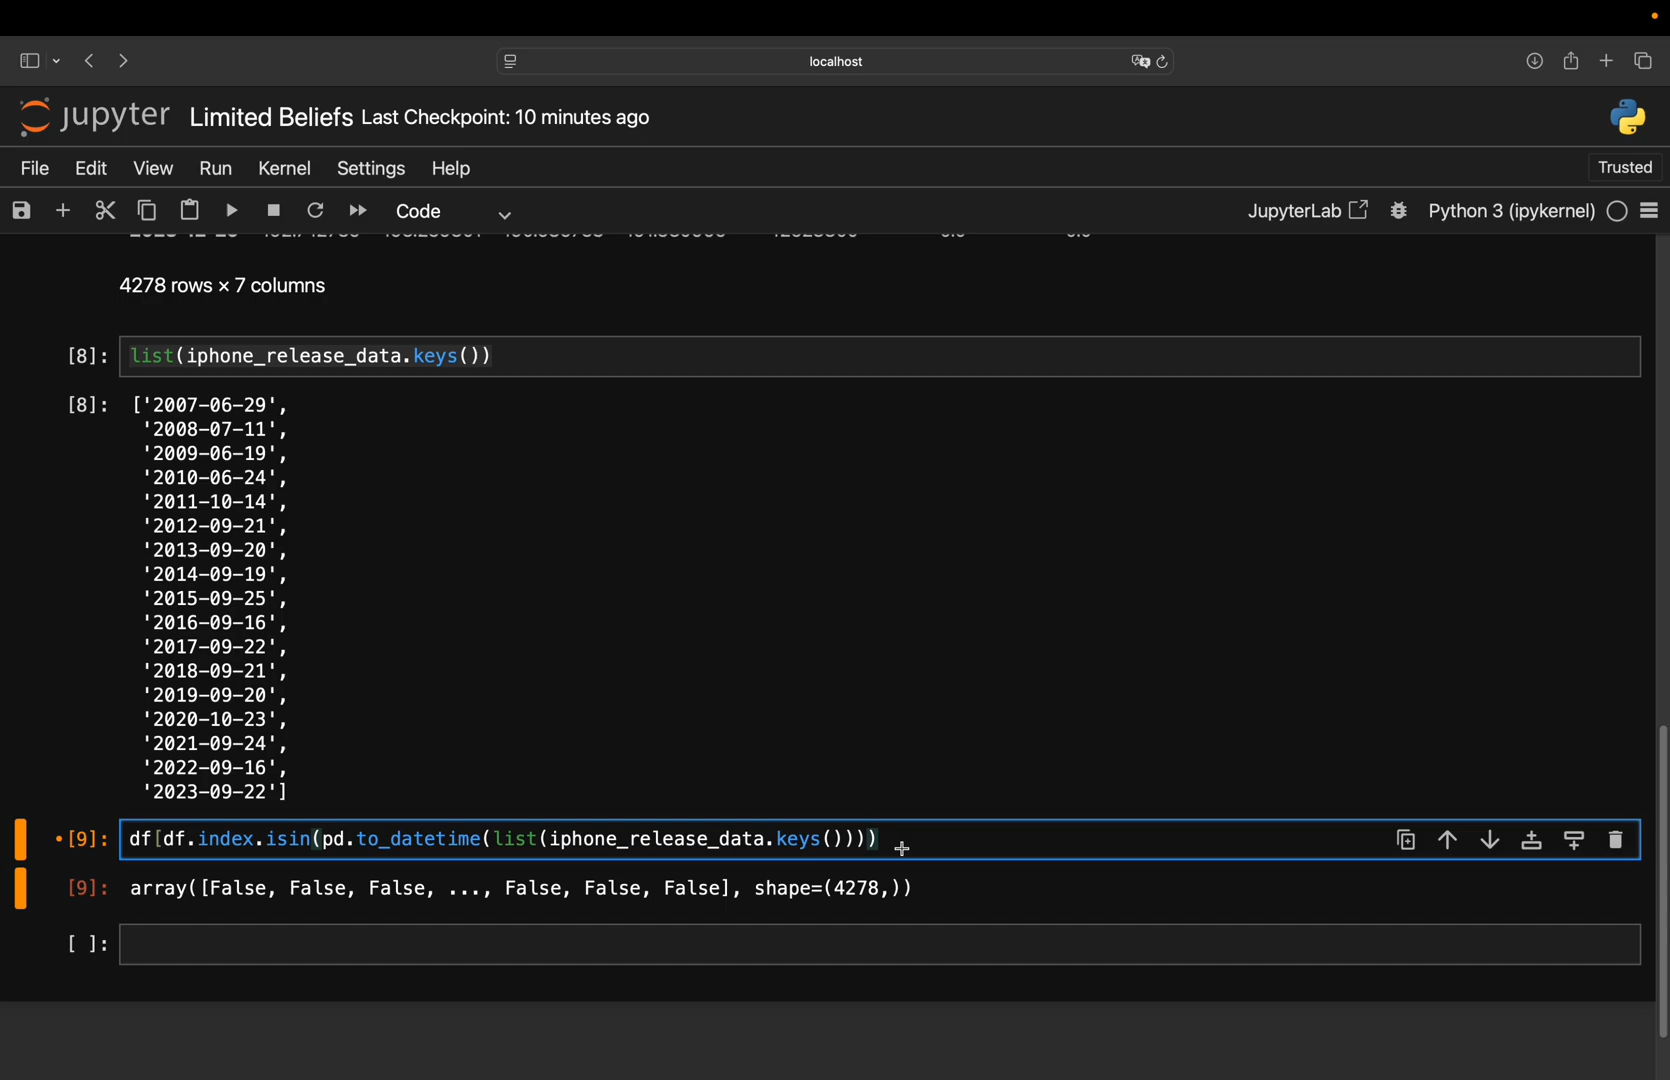 localhost
jupyter Limited Beliefs Last Checkpoint: 10 minutes ago
File Edit View Run Kernel Settings Help Trusted
Code JupyterLab Python 3 (ipykernel)
4278 rows × 7 columns
[8]: list(iphone_release_data.keys())
[8]: ['2007-06-29',
'2008-07-11',
'2009-06-19',
'2010-06-24',
'2011-10-14',
'2012-09-21',
'2013-09-20',
'2014-09-19',
'2015-09-25',
'2016-09-16',
'2017-09-22',
'2018-09-21',
'2019-09-20',
'2020-10-23',
'2021-09-24',
'2022-09-16',
'2023-09-22']
•[9]: df[df.index.isin(pd.to_datetime(list(iphone_release_data.keys())))
[9]: array([False, False, False, ..., False, False, False], shape=(4278,))
[ ]: